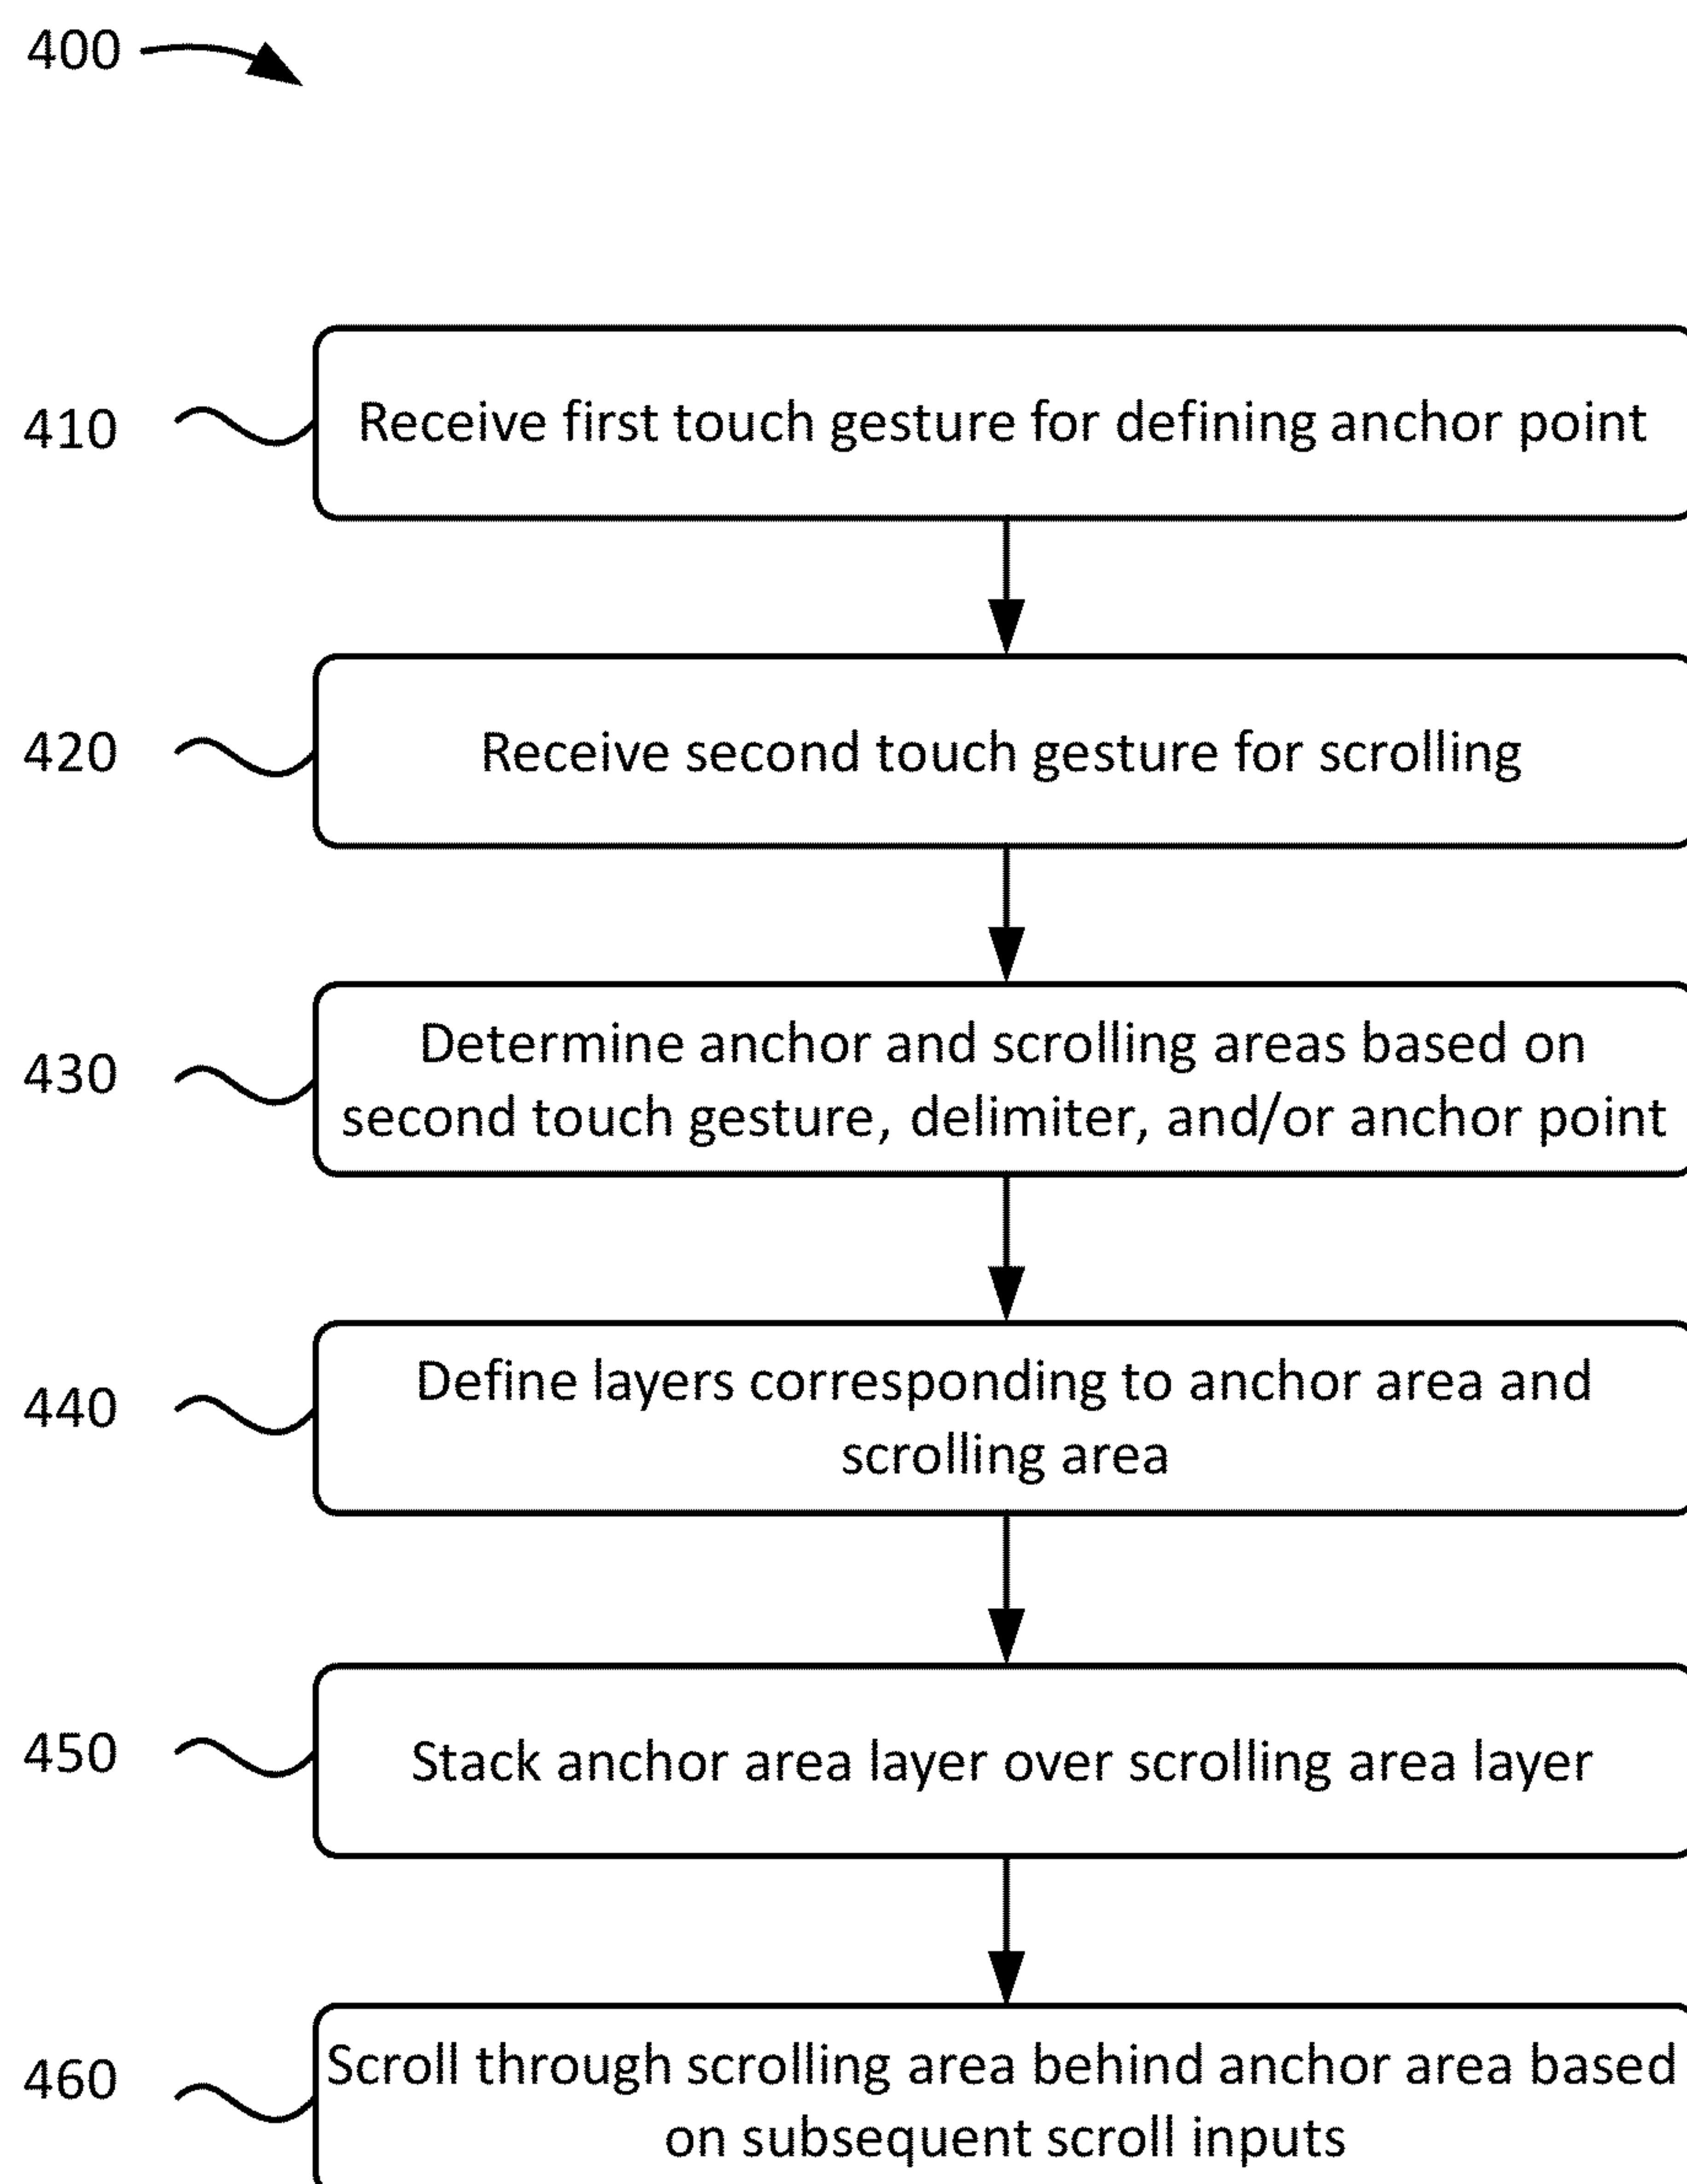 400
410
Receive first touch gesture for defining anchor point
420
Receive second touch gesture for scrolling
430
Determine anchor and scrolling areas based on
second touch gesture, delimiter, and/or anchor point
440
Define layers corresponding to anchor area and
scrolling area
450
Stack anchor area layer over scrolling area layer
460
Scroll through scrolling area behind anchor area based
on subsequent scroll inputs